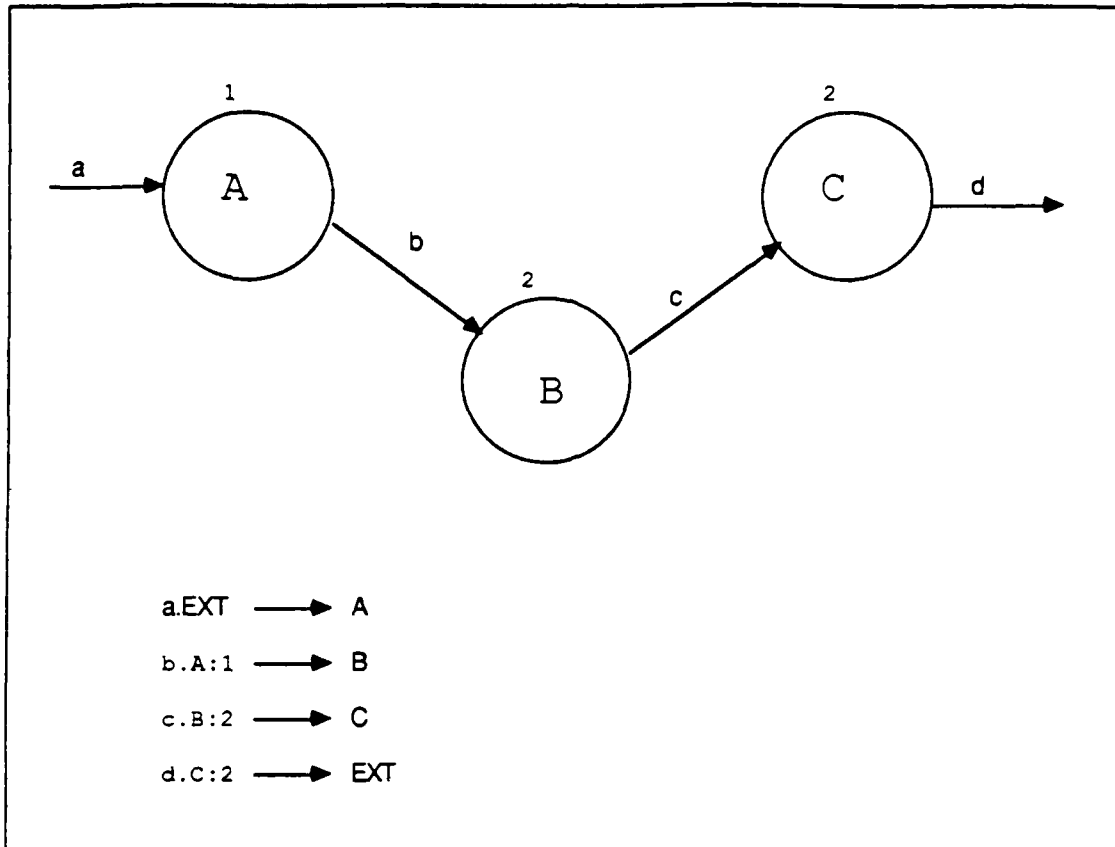 1
2
a
A
C
d
b
2
c
B
a.EXT → A
b.A:1 → B
c.B:2 → C
d.C:2 → EXT